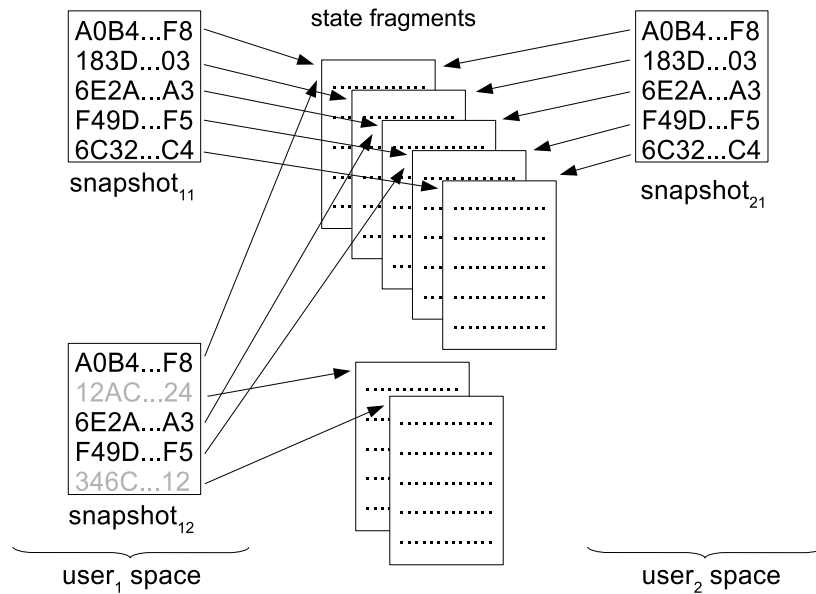 state fragments
A0B4...F8
183D...03
6E2A...A3
F49D...F5
6C32...C4
snapshot₁₁
A0B4...F8
183D...03
6E2A...A3
F49D...F5
6C32...C4
snapshot₂₁
A0B4...F8
12AC...24
6E2A...A3
F49D...F5
346C...12
snapshot₁₂
user₁ space
user₂ space